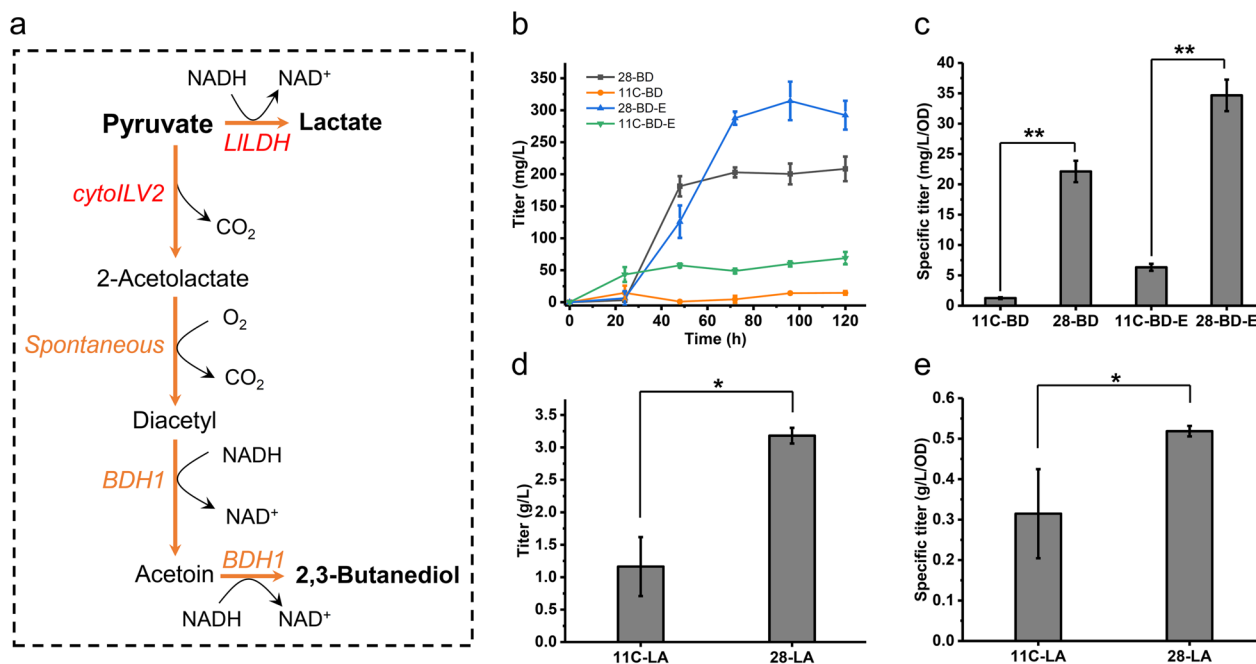 a
NADH NAD⁺
Pyruvate Lactate
LlLDH
cytoILV2
CO₂
2-Acetolactate
O₂
Spontaneous
CO₂
Diacetyl
NADH
BDH1
NAD⁺
BDH1
Acetoin 2,3-Butanediol
NADH NAD⁺
b
28-BD
11C-BD
28-BD-E
11C-BD-E
Titer (mg/L)
350
300
250
200
150
100
50
0
0 20 40 60 80 100 120
Time (h)
c
Specific titer (mg/L/OD)
40
35
30
25
20
15
10
5
0
**
**
11C-BD 28-BD 11C-BD-E 28-BD-E
d
Titer (g/L)
3.5
3.0
2.5
2.0
1.5
1.0
0.5
0.0
*
11C-LA 28-LA
e
Specific titer (g/L/OD)
0.6
0.5
0.4
0.3
0.2
0.1
0.0
*
11C-LA 28-LA